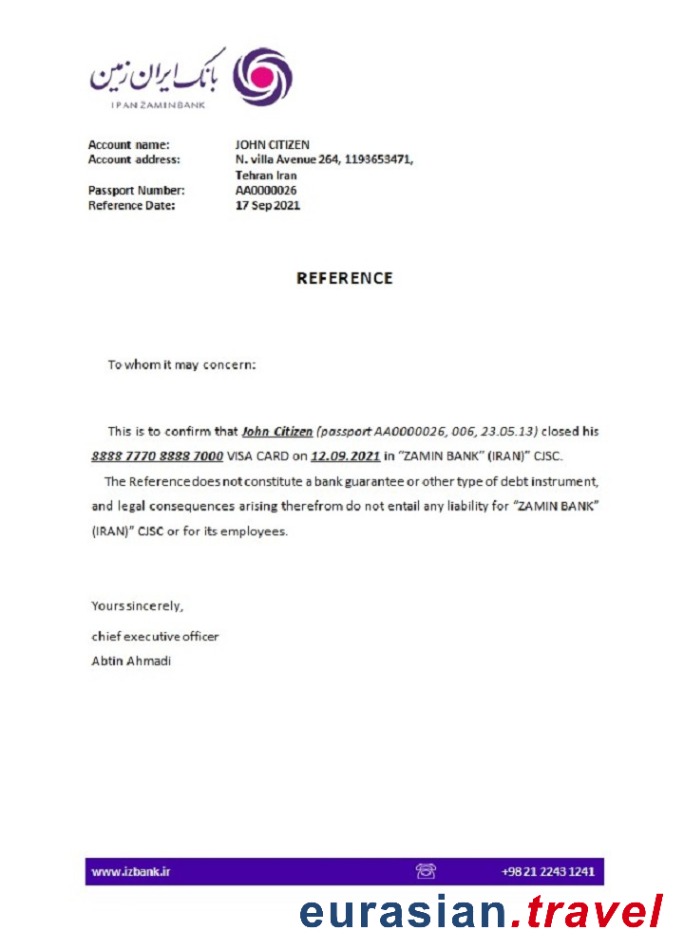 بانک ایران زمین
IRAN ZAMIN BANK
Account name: JOHN CITIZEN
Account address: N. villa Avenue 264, 1193653471,
Tehran Iran
Passport Number: AA0000026
Reference Date: 17 Sep 2021
REFERENCE
To whom it may concern:
This is to confirm that John Citizen (passport AA0000026, 006, 23.05.13) closed his
8888 7770 8888 7000 VISA CARD on 12.09.2021 in “ZAMIN BANK” (IRAN)” CJSC.
The Reference does not constitute a bank guarantee or other type of debt instrument,
and legal consequences arising therefrom do not entail any liability for “ZAMIN BANK”
(IRAN)” CJSC or for its employees.
Yours sincerely,
chief executive officer
Abtin Ahmadi
www.izbank.ir +98 21 2243 1241
eurasian.travel